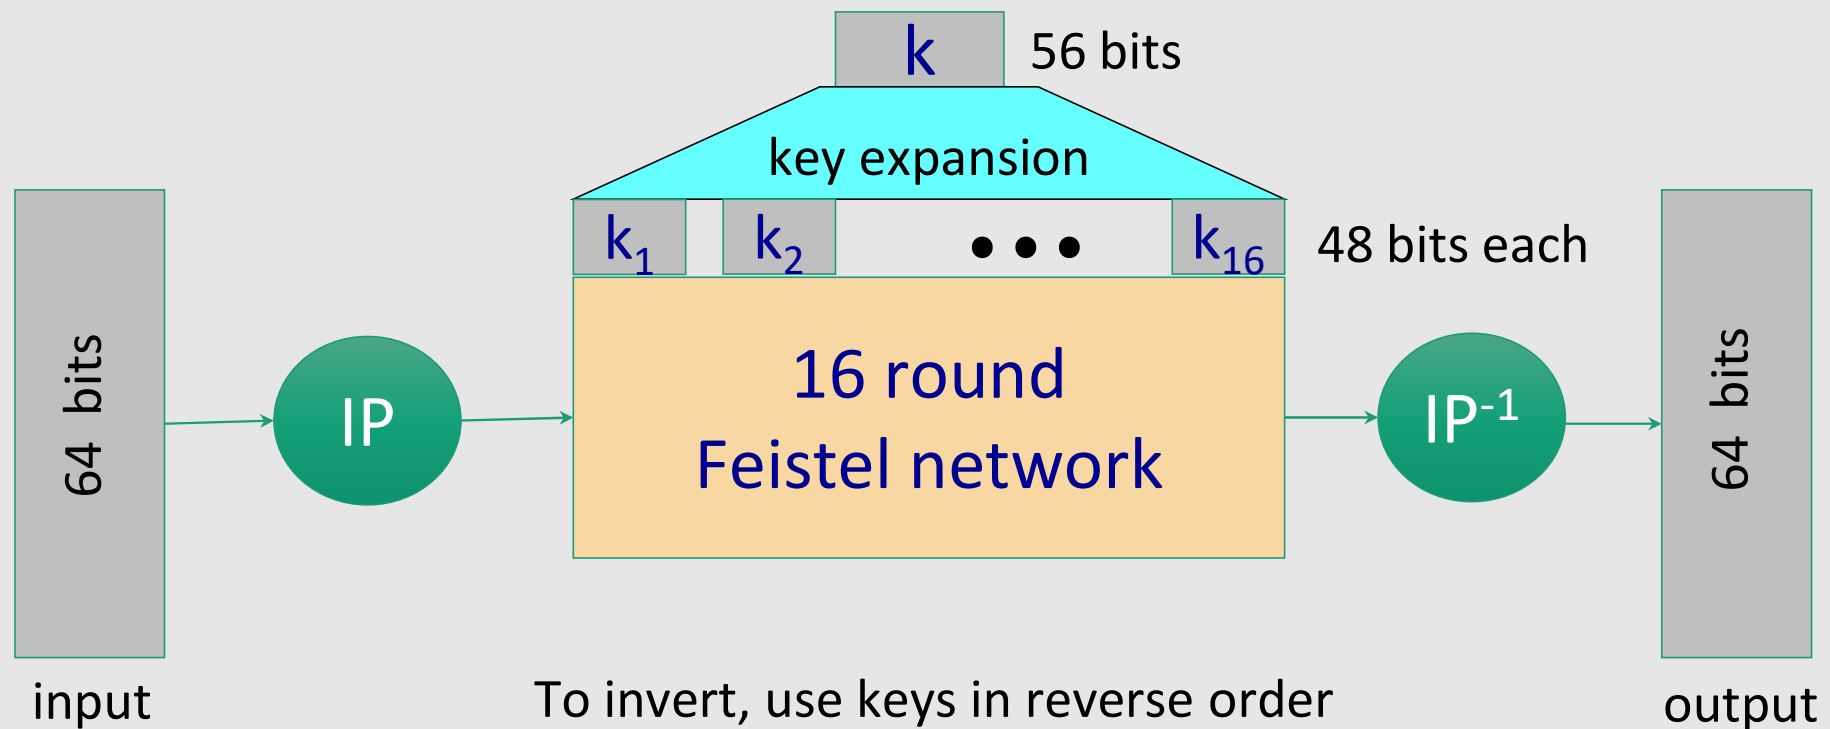 k 56 bits
key expansion
k₁ k₂ ••• k₁₆ 48 bits each
64 bits
IP
16 round
Feistel network
IP⁻¹
64 bits
input
To invert, use keys in reverse order
output